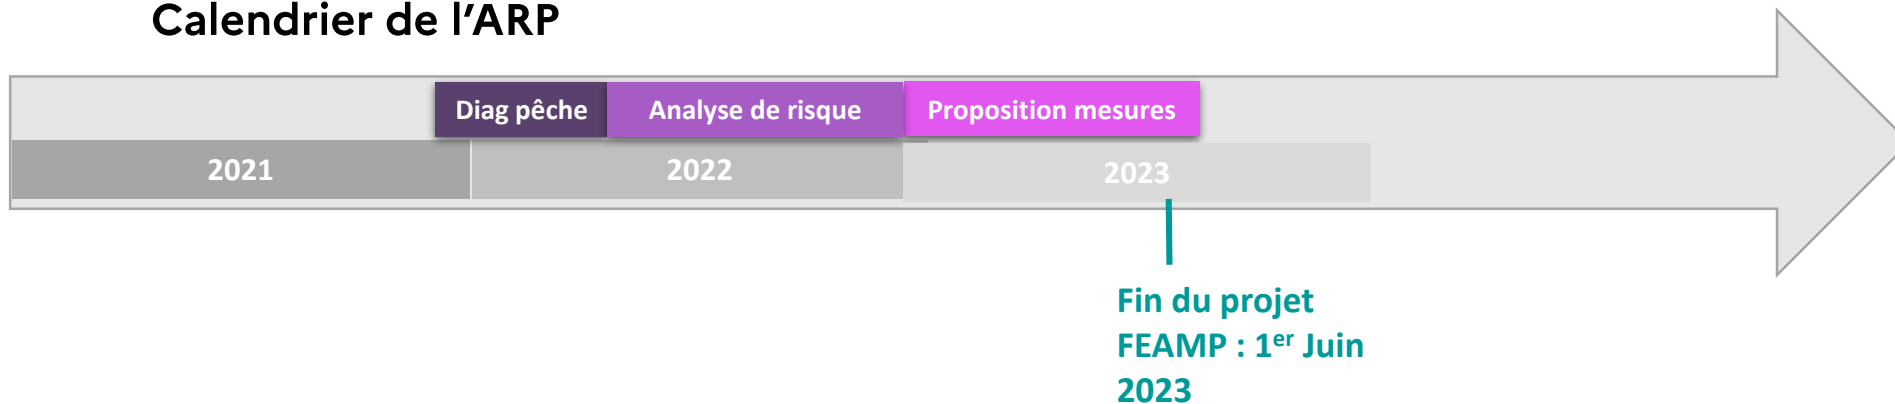 Calendrier de l'ARP
Diag pêche
Analyse de risque
Proposition mesures
2021
2022
2023
Fin du projet
FEAMP : 1er Juin
2023